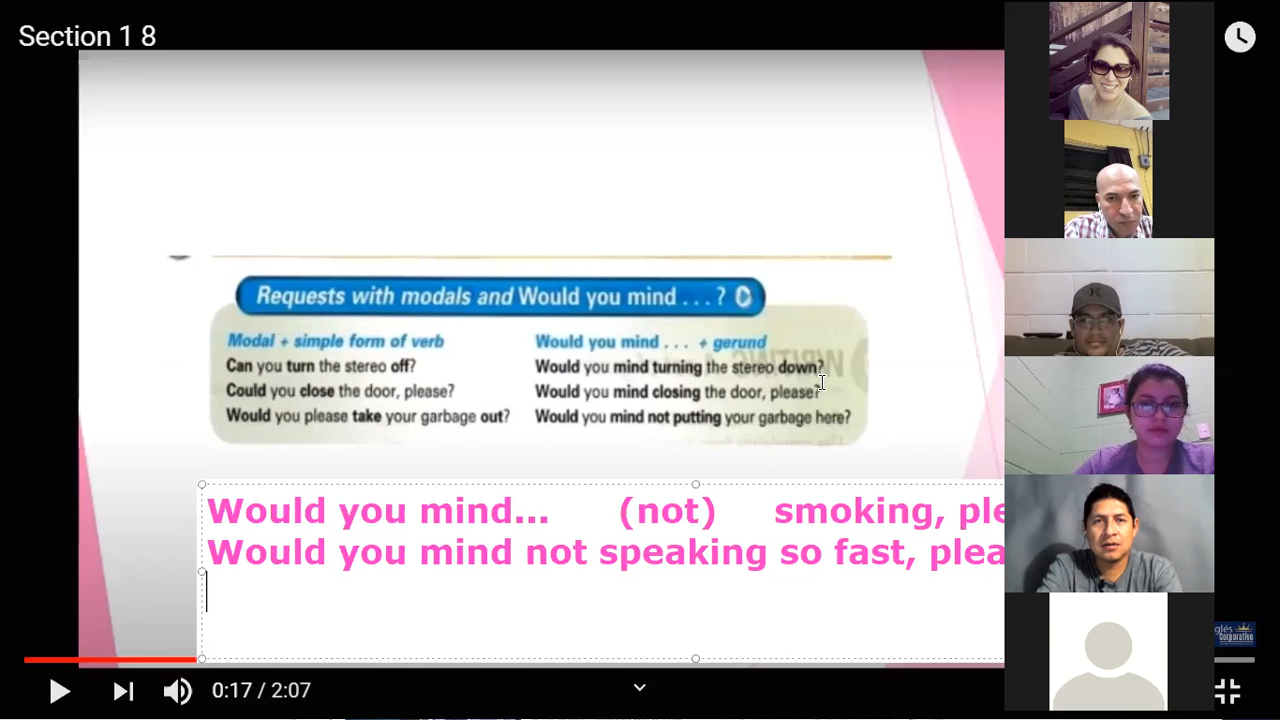 Section 1 8
Requests with modals and Would you mind . . . ?
Modal + simple form of verb
Can you turn the stereo off?
Could you close the door, please?
Would you please take your garbage out?
Would you mind . . . + gerund
Would you mind turning the stereo down?
Would you mind closing the door, please?
Would you mind not putting your garbage here?
Would you mind... (not) smoking, ple
Would you mind not speaking so fast, plea
glés
Corporativo
0:17 / 2:07